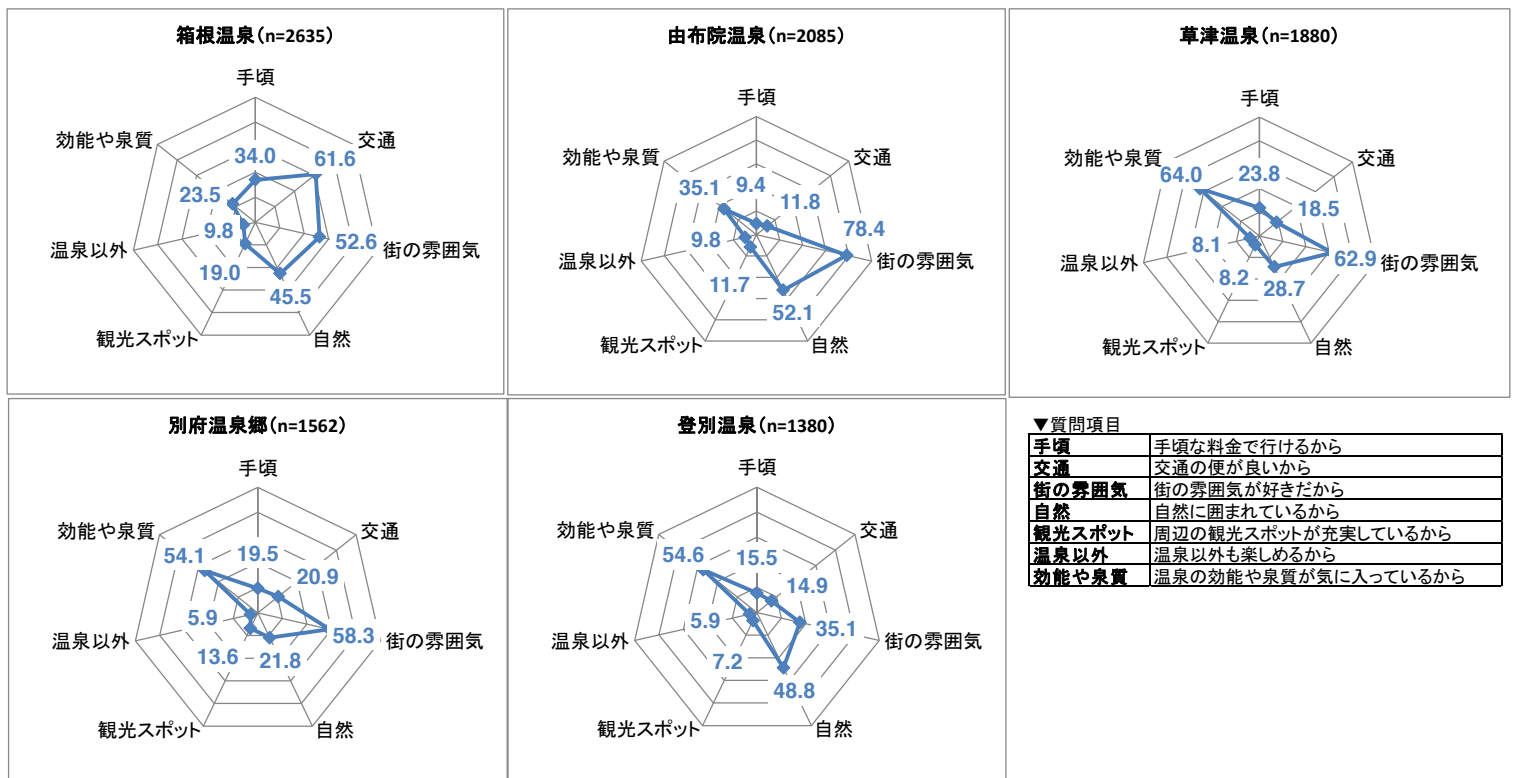 箱根温泉(n=2635)
手頃
交通
街の雰囲気
自然
観光スポット
温泉以外
効能や泉質
34.0
61.6
52.6
45.5
19.0
9.8
23.5
由布院温泉(n=2085)
手頃
交通
街の雰囲気
自然
観光スポット
温泉以外
効能や泉質
9.4
11.8
78.4
52.1
11.7
9.8
35.1
草津温泉(n=1880)
手頃
交通
街の雰囲気
自然
観光スポット
温泉以外
効能や泉質
23.8
18.5
62.9
28.7
8.2
8.1
64.0
別府温泉郷(n=1562)
手頃
交通
街の雰囲気
自然
観光スポット
温泉以外
効能や泉質
19.5
20.9
58.3
21.8
13.6
5.9
54.1
登別温泉(n=1380)
手頃
交通
街の雰囲気
自然
観光スポット
温泉以外
効能や泉質
15.5
14.9
35.1
48.8
7.2
5.9
54.6
▼質問項目
手頃 手頃な料金で行けるから
交通 交通の便が良いから
街の雰囲気 街の雰囲気が好きだから
自然 自然に囲まれているから
観光スポット 周辺の観光スポットが充実しているから
温泉以外 温泉以外も楽しめるから
効能や泉質 温泉の効能や泉質が気に入っているから